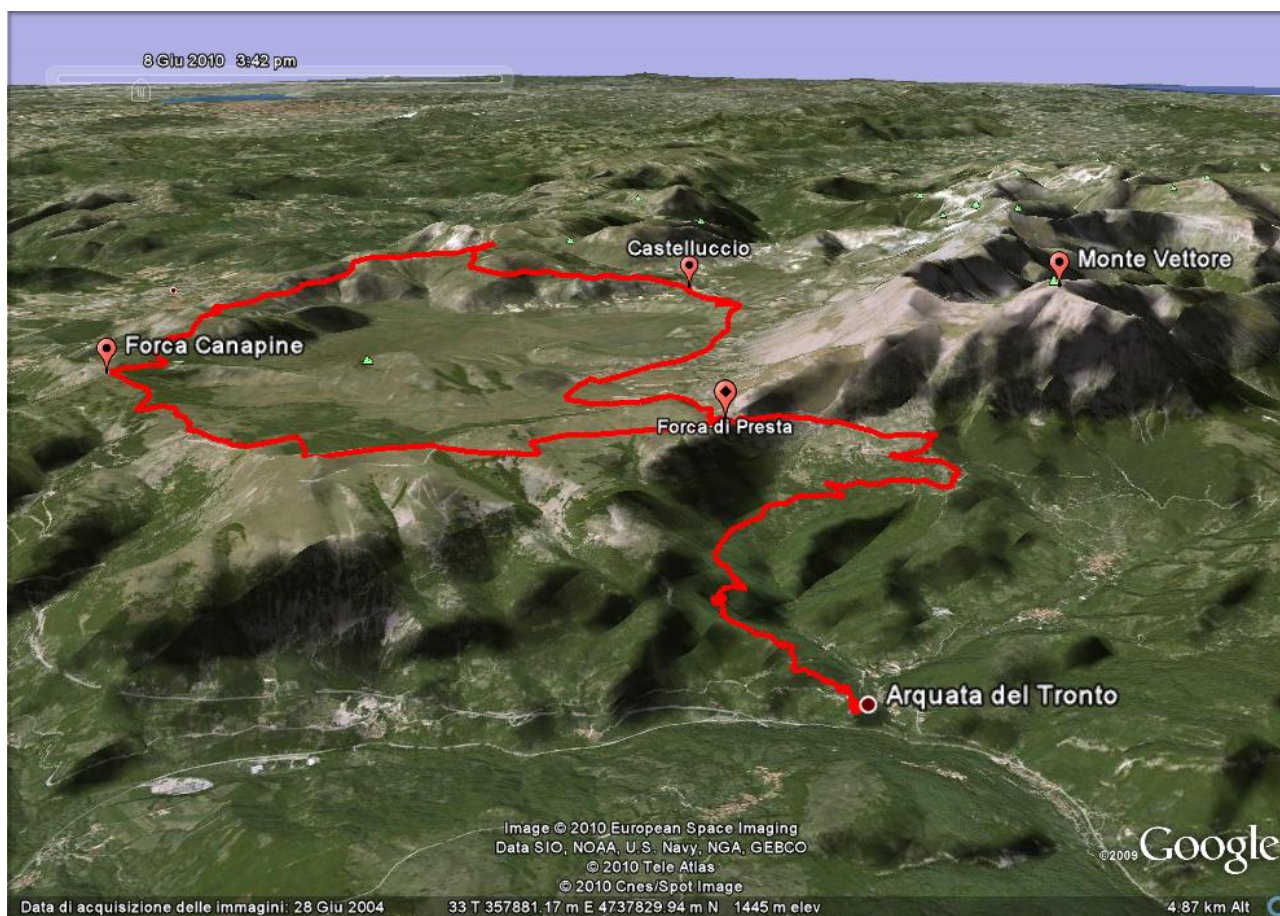 8 Giu 2010 3:42 pm
Castelluccio
Monte Vettore
Forca Canapine
Forca di Presta
Arquata del Tronto
Image © 2010 European Space Imaging
Data SIO, NOAA, U.S. Navy, NGA, GEBCO
© 2010 Tele Atlas
© 2010 Cnes/Spot Image
©2009 Google
Data di acquisizione delle immagini: 28 Giu 2004 33 T 357881.17 m E 4737829.94 m N 1445 m elev 4.87 km Alt